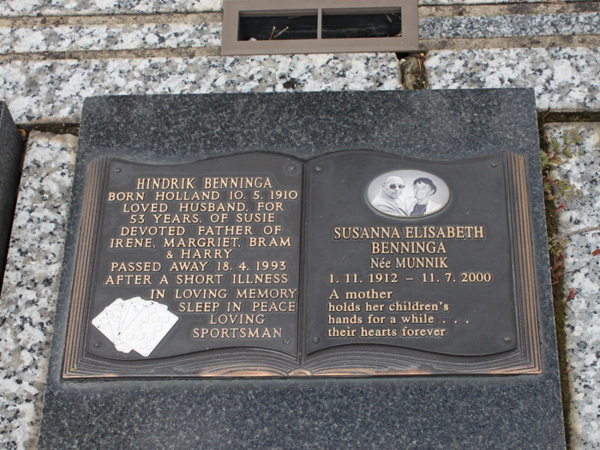 HINDRIK BENNINGA
BORN HOLLAND 10. 5. 1910
LOVED HUSBAND, FOR
53 YEARS, OF SUSIE
DEVOTED FATHER OF
IRENE, MARGRIET, BRAM
& HARRY
PASSED AWAY 18. 4. 1993
AFTER A SHORT ILLNESS
IN LOVING MEMORY
SLEEP IN PEACE
LOVING
SPORTSMAN
SUSANNA ELISABETH
BENNINGA
Née MUNNIK
1. 11. 1912 – 11. 7. 2000
A mother
holds her children's
hands for a while . . .
their hearts forever